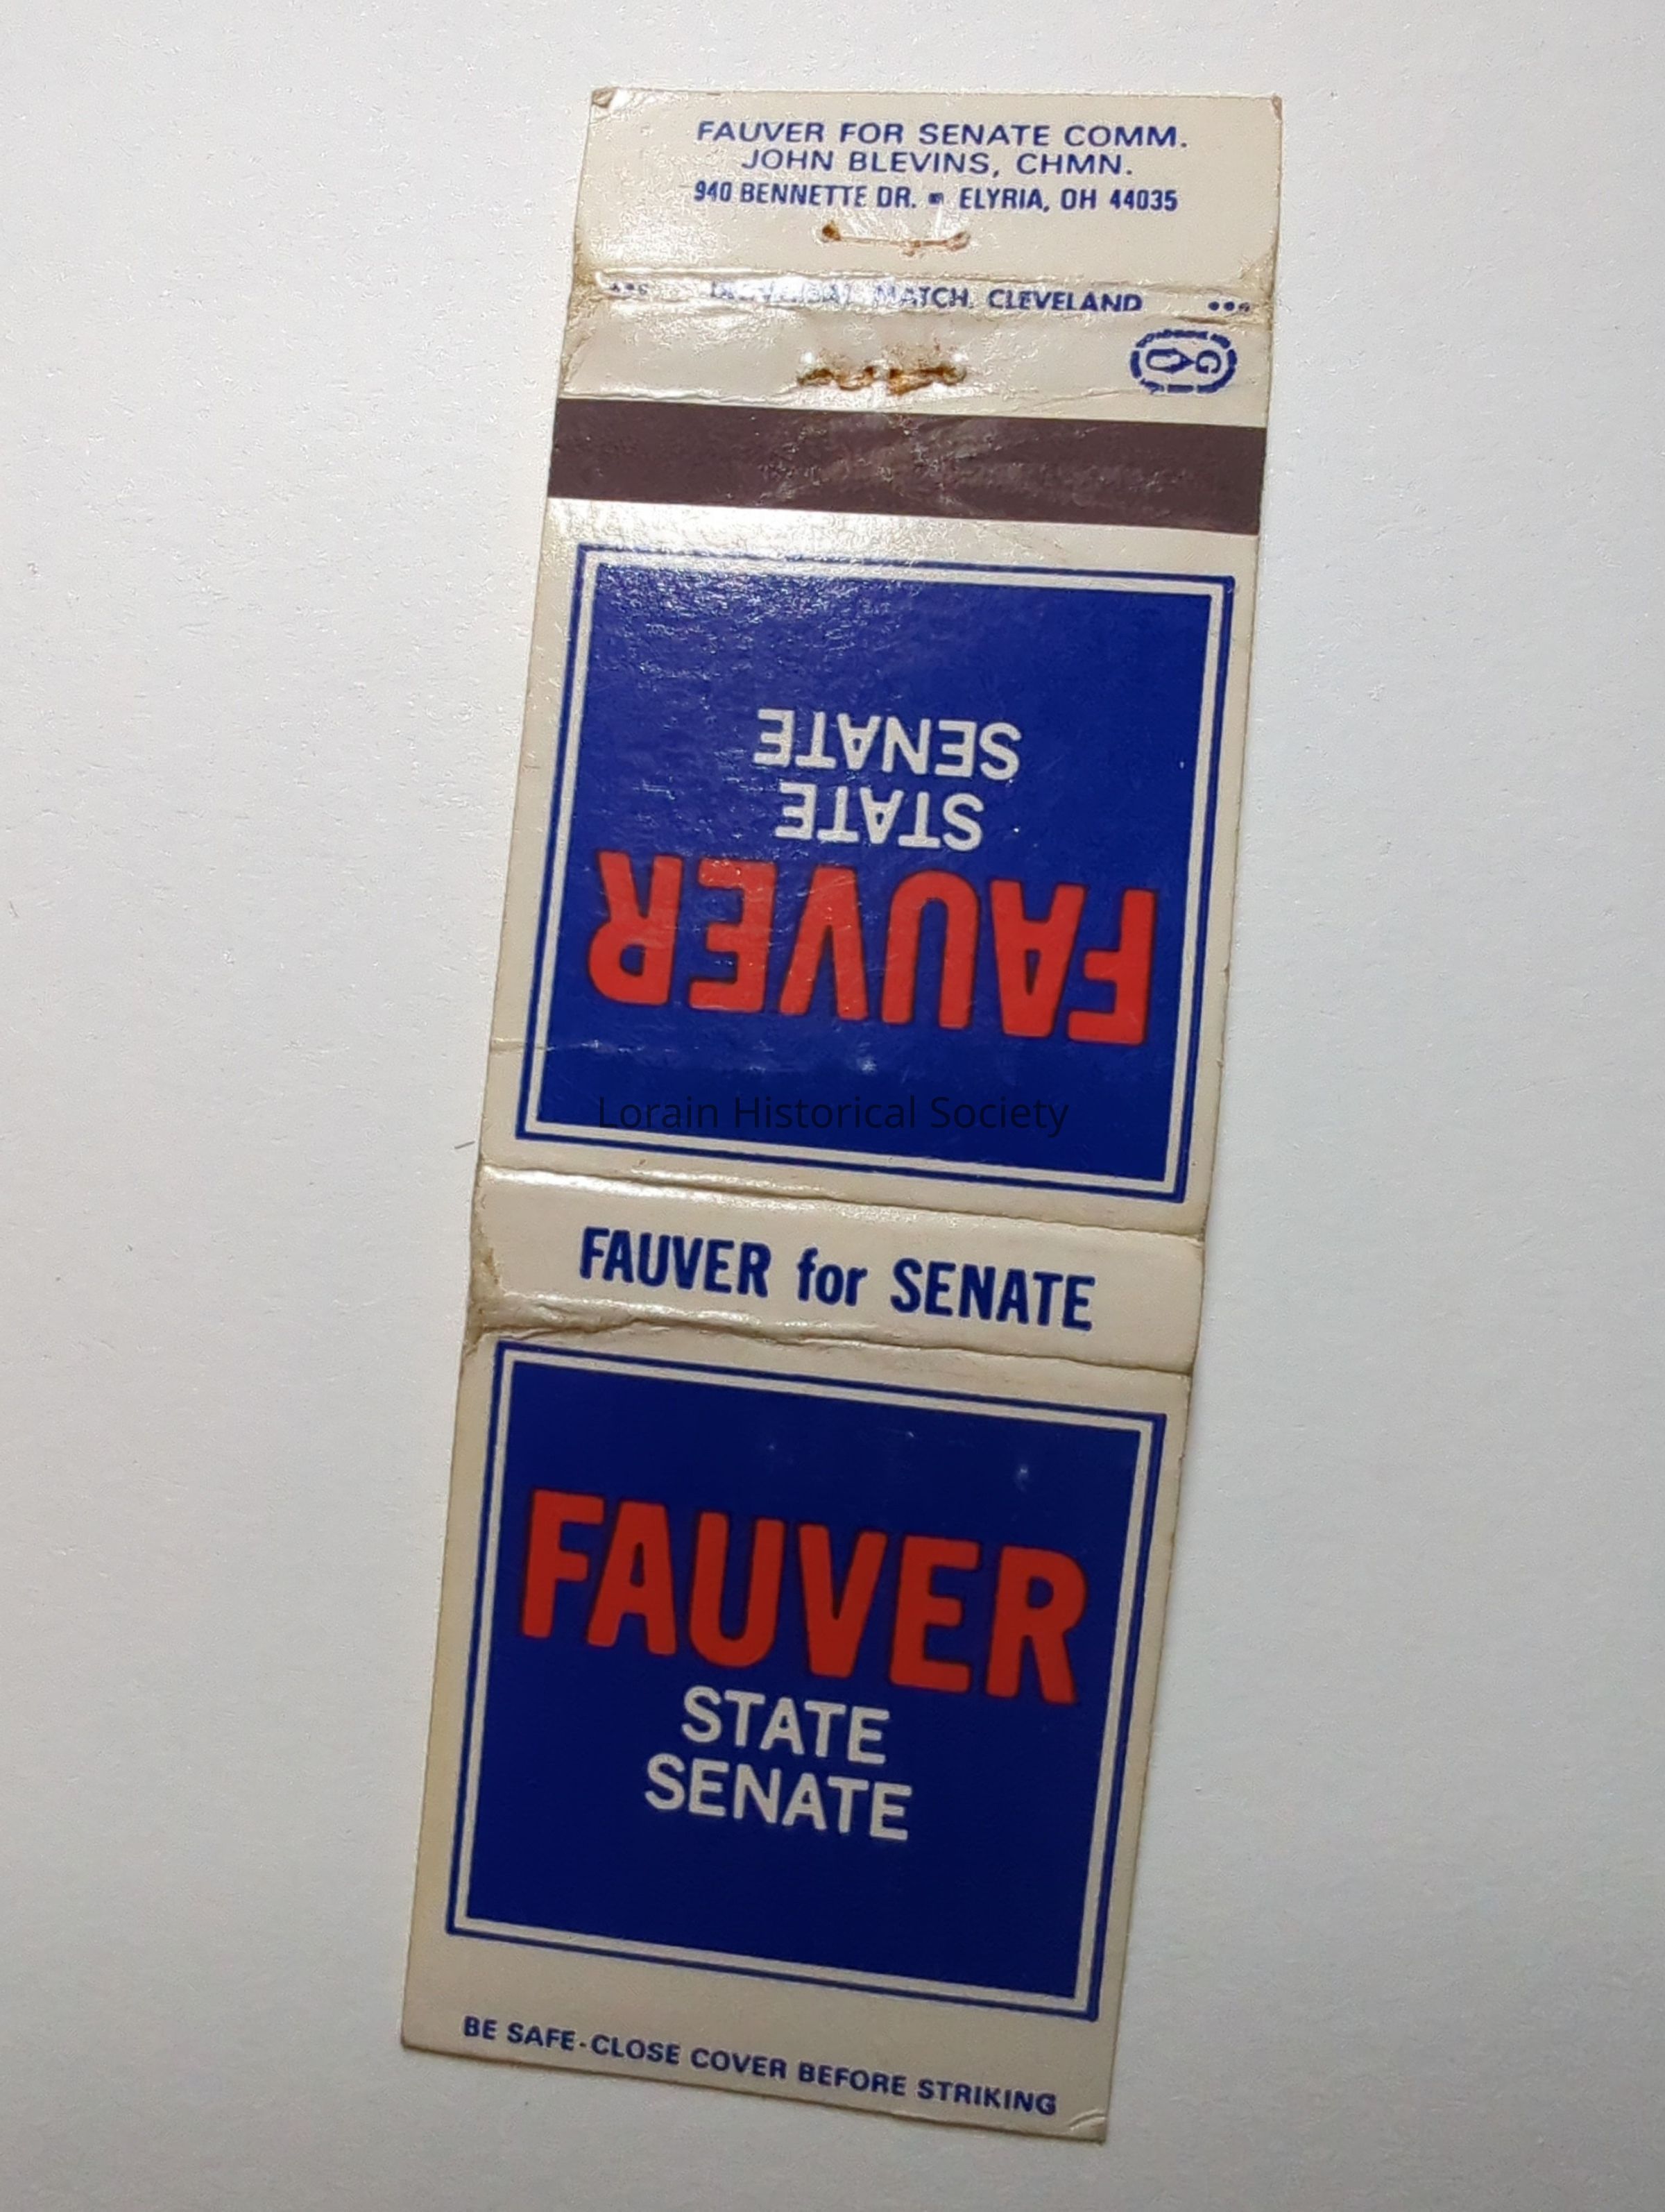 FAUVER FOR SENATE COMM.
JOHN BLEVINS, CHMN.
940 BENNETTE DR. ▪ ELYRIA, OH 44035
MATCH, CLEVELAND
FAUVER
STATE
SENATE
Lorain Historical Society
FAUVER for SENATE
FAUVER
STATE
SENATE
BE SAFE-CLOSE COVER BEFORE STRIKING